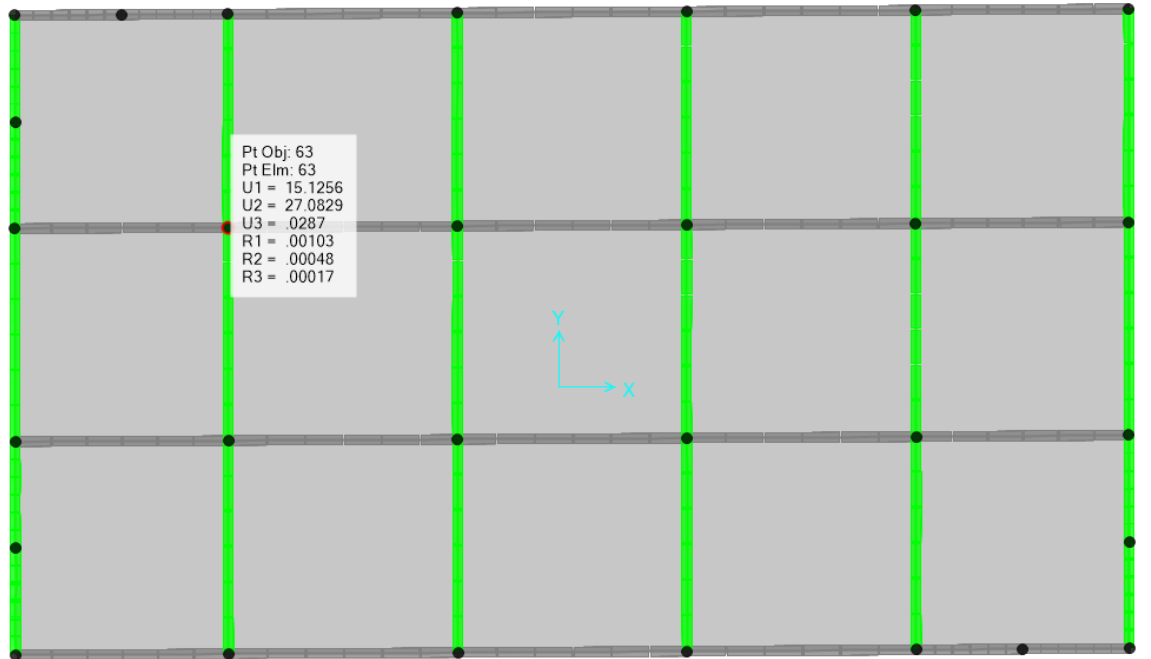 Pt Obj: 63
Pt Elm: 63
U1 = 15.1256
U2 = 27.0829
U3 = .0287
R1 = .00103
R2 = .00048
R3 = .00017
Y
X